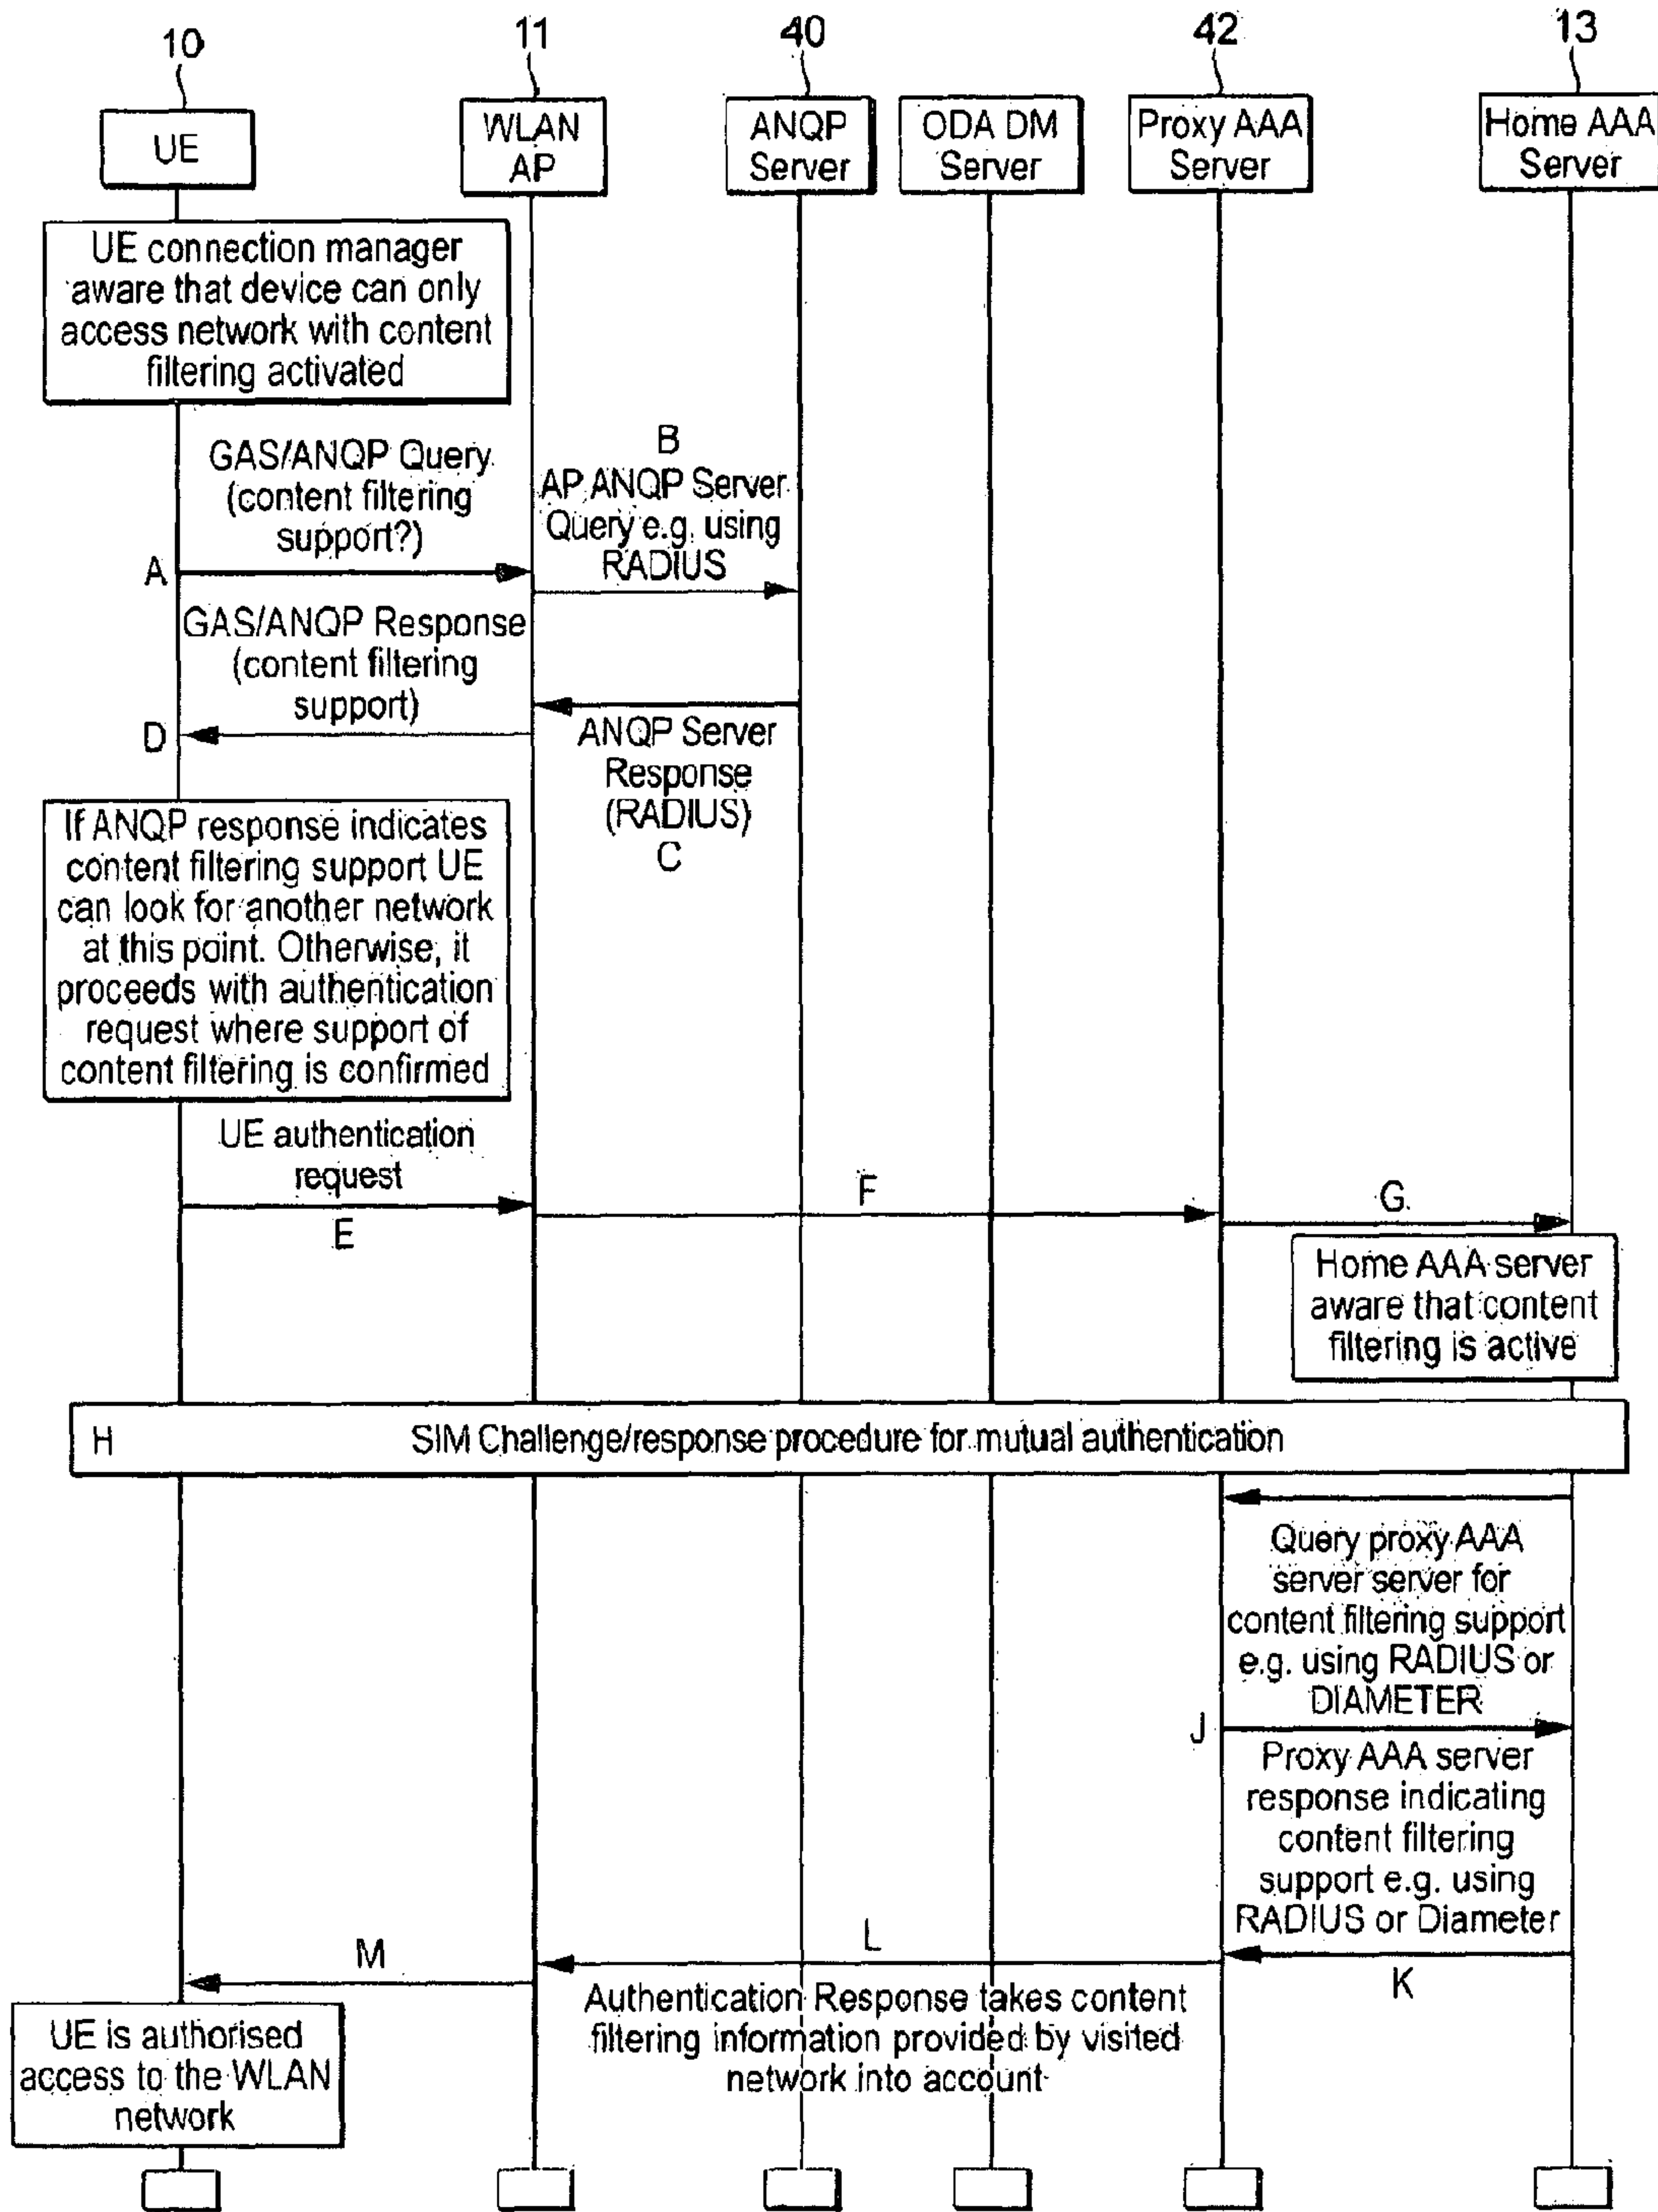 10
11
40
42
13
UE
WLAN
AP
ANQP
Server
ODA DM
Server
Proxy AAA
Server
Home AAA
Server
UE connection manager
aware that device can only
access network with content
filtering activated
GAS/ANQP Query
(content filtering
support?)
A
B
AP ANQP Server
Query e.g. using
RADIUS
GAS/ANQP Response
(content filtering
support)
D
ANQP Server
Response
(RADIUS)
C
If ANQP response indicates
content filtering support UE
can look for another network
at this point. Otherwise, it
proceeds with authentication
request where support of
content filtering is confirmed
UE authentication
request
E
F
G
Home AAA server
aware that content
filtering is active
H
SIM Challenge/response procedure for mutual authentication
Query proxy AAA
server server for
content filtering support
e.g. using RADIUS or
DIAMETER
J
Proxy AAA server
response indicating
content filtering
support e.g. using
RADIUS or Diameter
K
L
M
Authentication Response takes content
filtering information provided by visited
network into account
UE is authorised
access to the WLAN
network